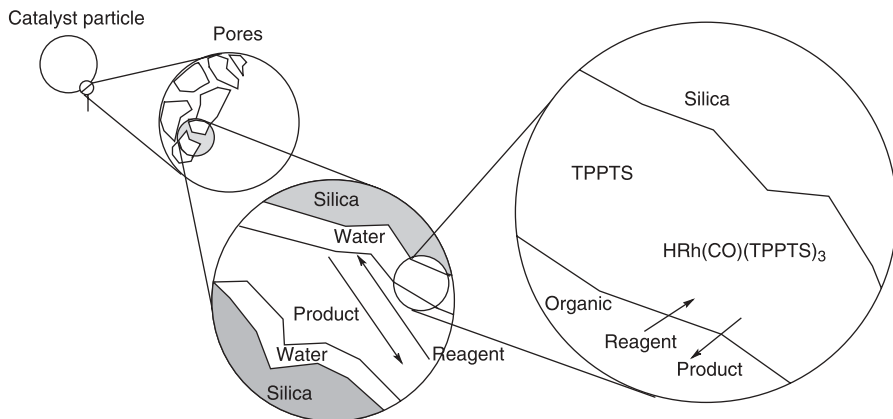 Catalyst particle
Pores
Silica
Water
Product
Reagent
Water
Silica
Silica
TPPTS
HRh(CO)(TPPTS)₃
Organic
Reagent
Product